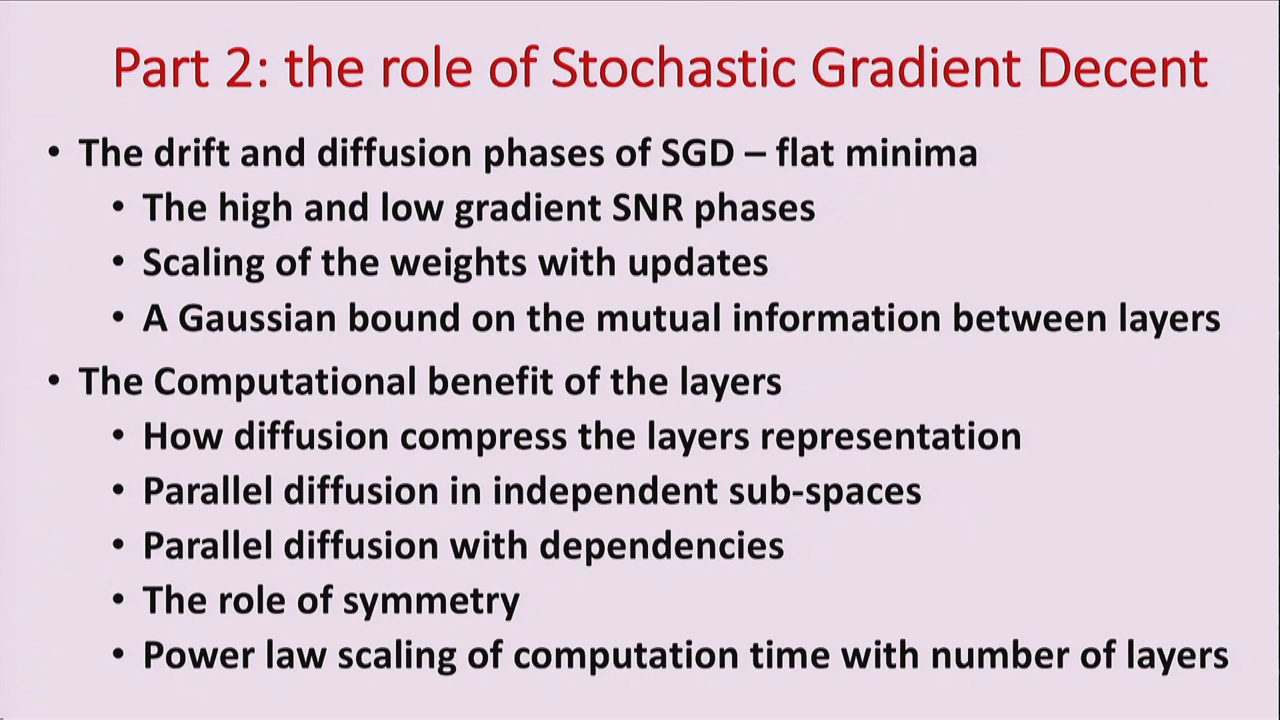 Part 2: the role of Stochastic Gradient Decent
• The drift and diffusion phases of SGD – flat minima
• The high and low gradient SNR phases
• Scaling of the weights with updates
• A Gaussian bound on the mutual information between layers
• The Computational benefit of the layers
• How diffusion compress the layers representation
• Parallel diffusion in independent sub-spaces
• Parallel diffusion with dependencies
• The role of symmetry
• Power law scaling of computation time with number of layers